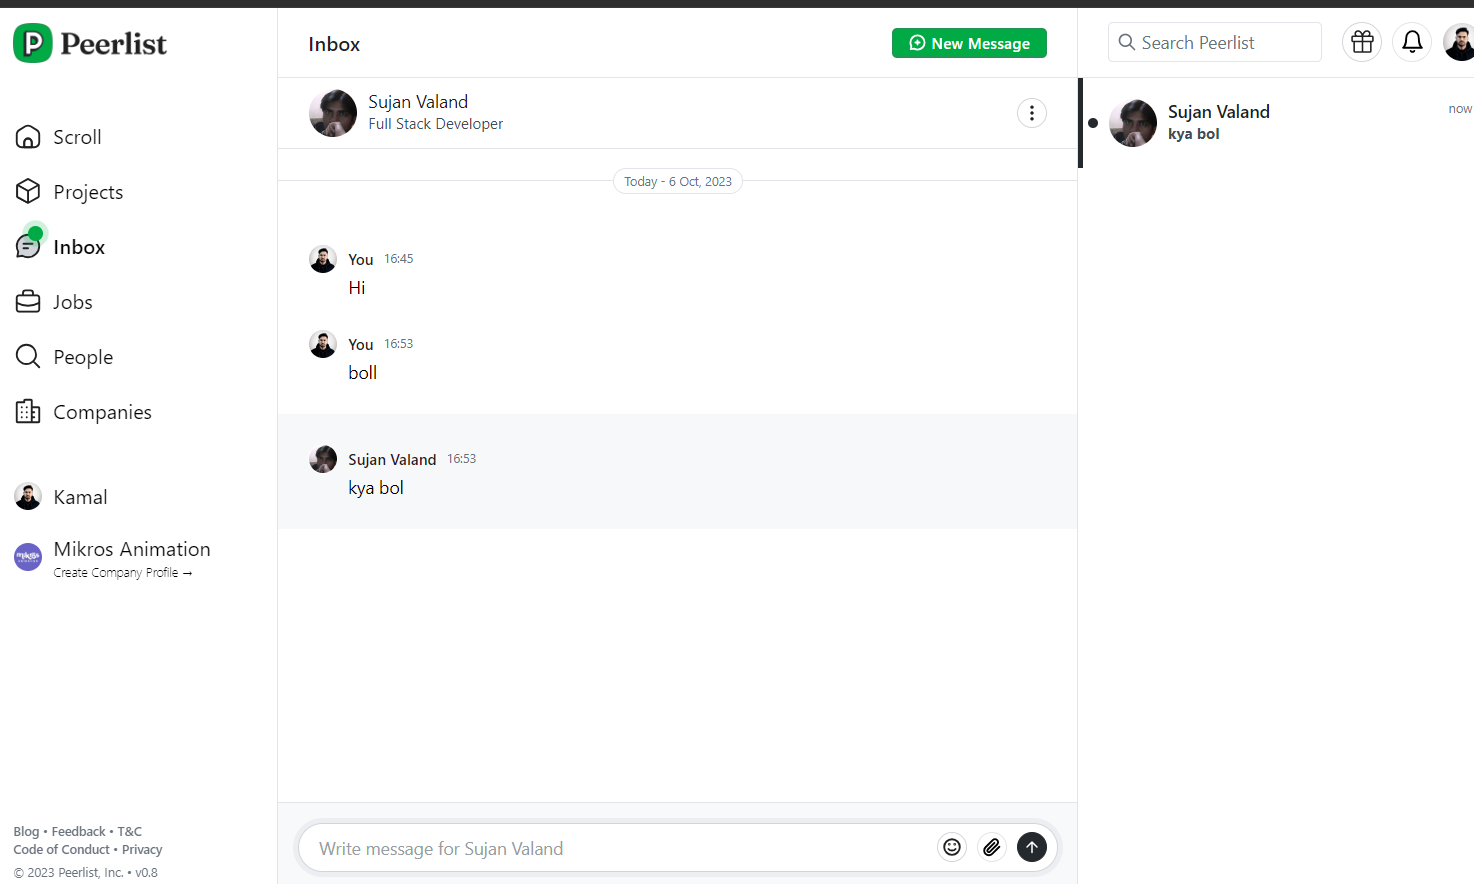 Peerlist
Scroll
Projects
Inbox
Jobs
People
Companies
Kamal
Mikros Animation
Create Company Profile →
Blog • Feedback • T&C
Code of Conduct • Privacy
© 2023 Peerlist, Inc. • v0.8
Inbox
New Message
Sujan Valand
Full Stack Developer
Today - 6 Oct, 2023
You 16:45
Hi
You 16:53
boll
Sujan Valand 16:53
kya bol
Write message for Sujan Valand
Search Peerlist
Sujan Valand
now
kya bol